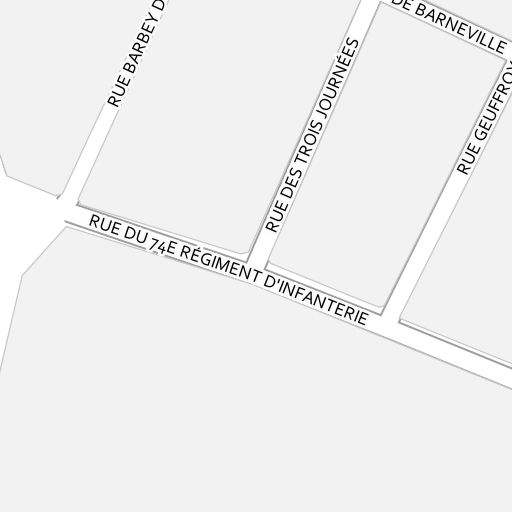 RUE BARBEY D
DE BARNEVILLE
RUE DES TROIS JOURNÉES
RUE GEUFFROY
RUE DU 74E RÉGIMENT D'INFANTERIE